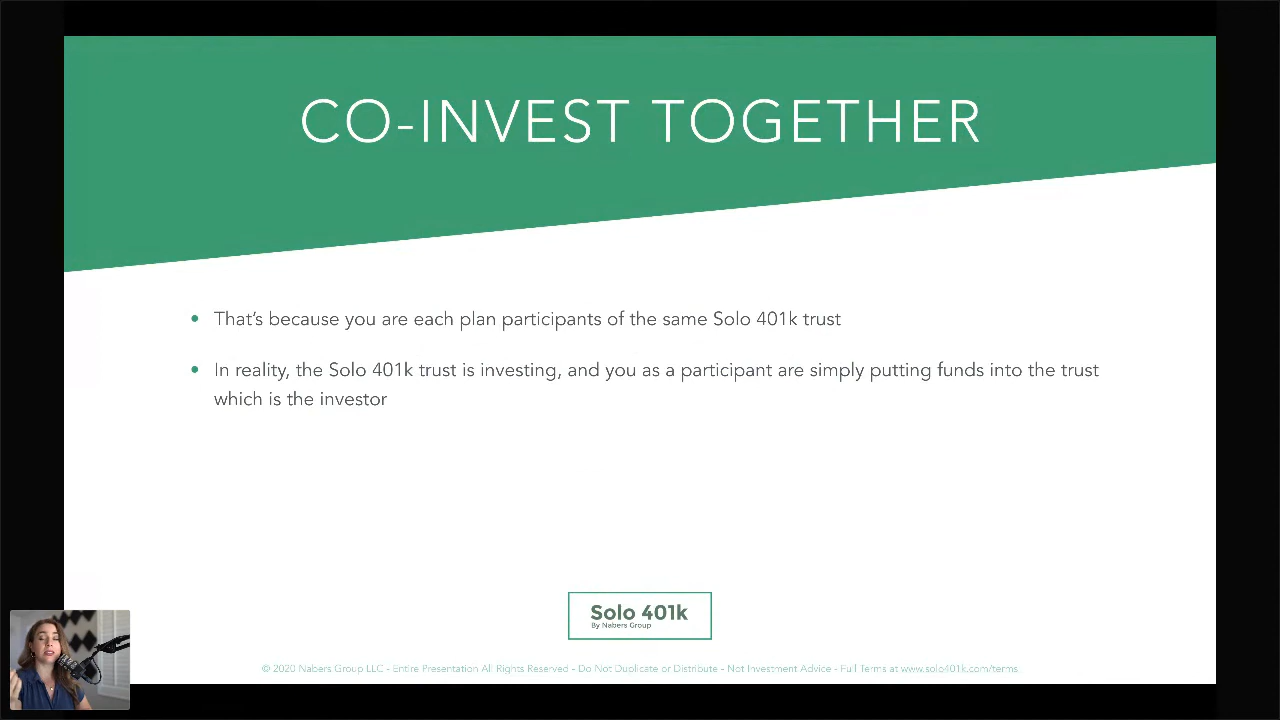 CO-INVEST TOGETHER
• That’s because you are each plan participants of the same Solo 401k trust
• In reality, the Solo 401k trust is investing, and you as a participant are simply putting funds into the trust
which is the investor
Solo 401k
By Nabers Group
© 2020 Nabers Group LLC - Entire Presentation All Rights Reserved - Do Not Duplicate or Distribute - Not Investment Advice - Full Terms at www.solo401k.com/terms